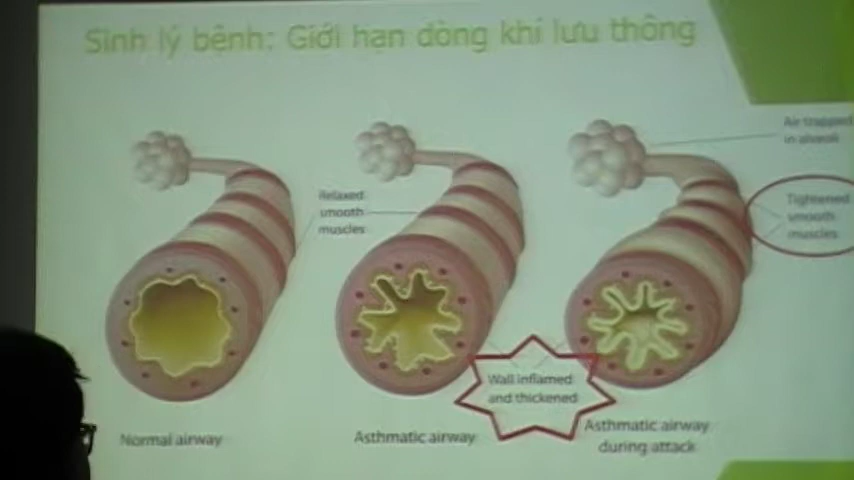 Sinh lý bệnh: Giới hạn dòng khí lưu thông
Air trapped
in alveoli
Relaxed
smooth
muscles
Tightened
smooth
muscles
Wall inflamed
and thickened
Normal airway
Asthmatic airway
Asthmatic airway
during attack